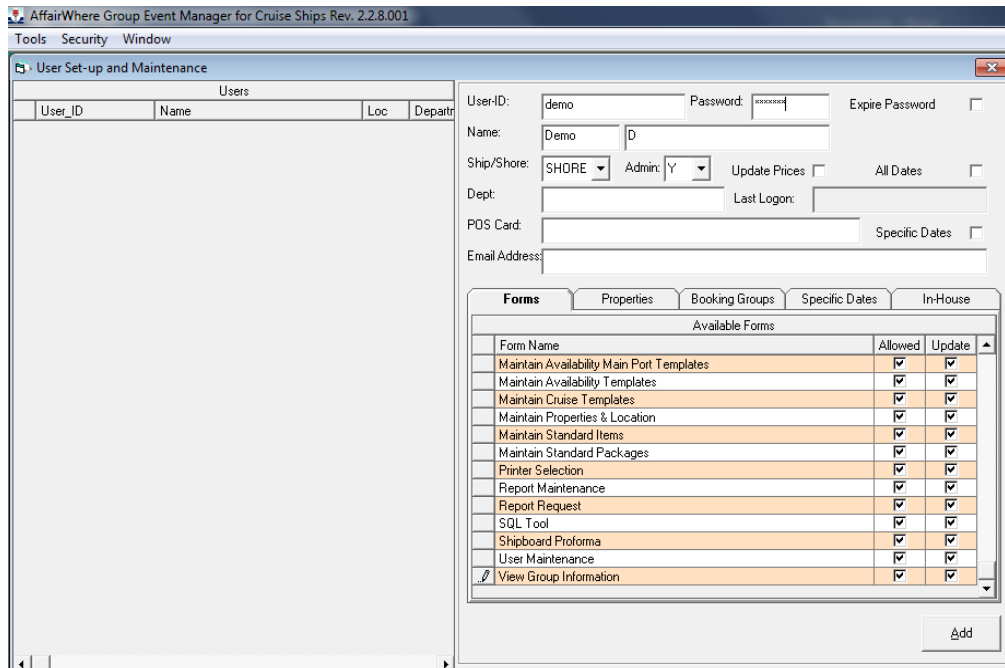 AffairWhere Group Event Manager for Cruise Ships Rev. 2.2.8.001
Tools Security Window
User Set-up and Maintenance
Users
User_ID Name Loc Departr
User-ID: demo Password: xxxxxxx Expire Password
Name: Demo D
Ship/Shore: SHORE Admin: Y Update Prices All Dates
Dept: Last Logon:
POS Card: Specific Dates
Email Address:
Forms Properties Booking Groups Specific Dates In-House
Available Forms
Form Name Allowed Update
Maintain Availability Main Port Templates
Maintain Availability Templates
Maintain Cruise Templates
Maintain Properties & Location
Maintain Standard Items
Maintain Standard Packages
Printer Selection
Report Maintenance
Report Request
SQL Tool
Shipboard Proforma
User Maintenance
View Group Information
Add